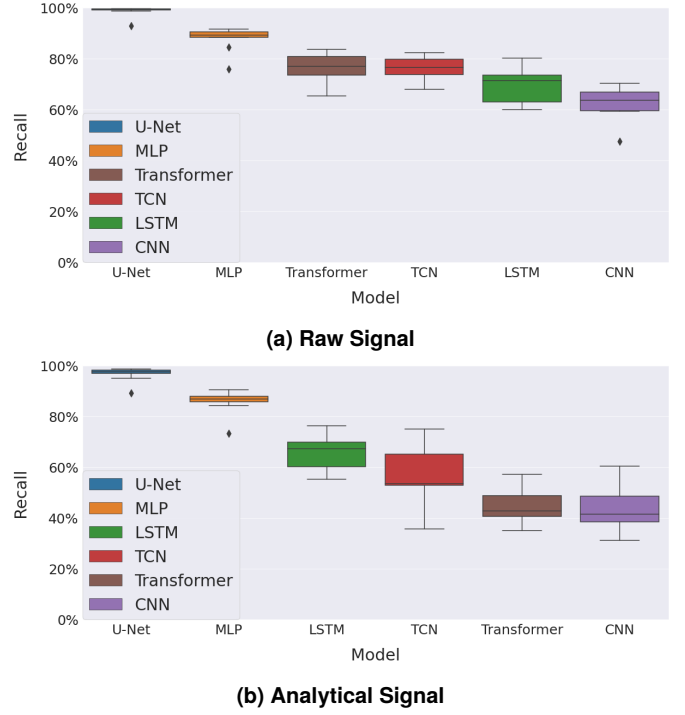 100%
80%
60%
40%
20%
0%
Recall
U-Net
MLP
Transformer
TCN
LSTM
CNN
U-Net MLP Transformer TCN LSTM CNN
Model
(a) Raw Signal
100%
80%
60%
40%
20%
0%
Recall
U-Net
MLP
LSTM
TCN
Transformer
CNN
U-Net MLP LSTM TCN Transformer CNN
Model
(b) Analytical Signal